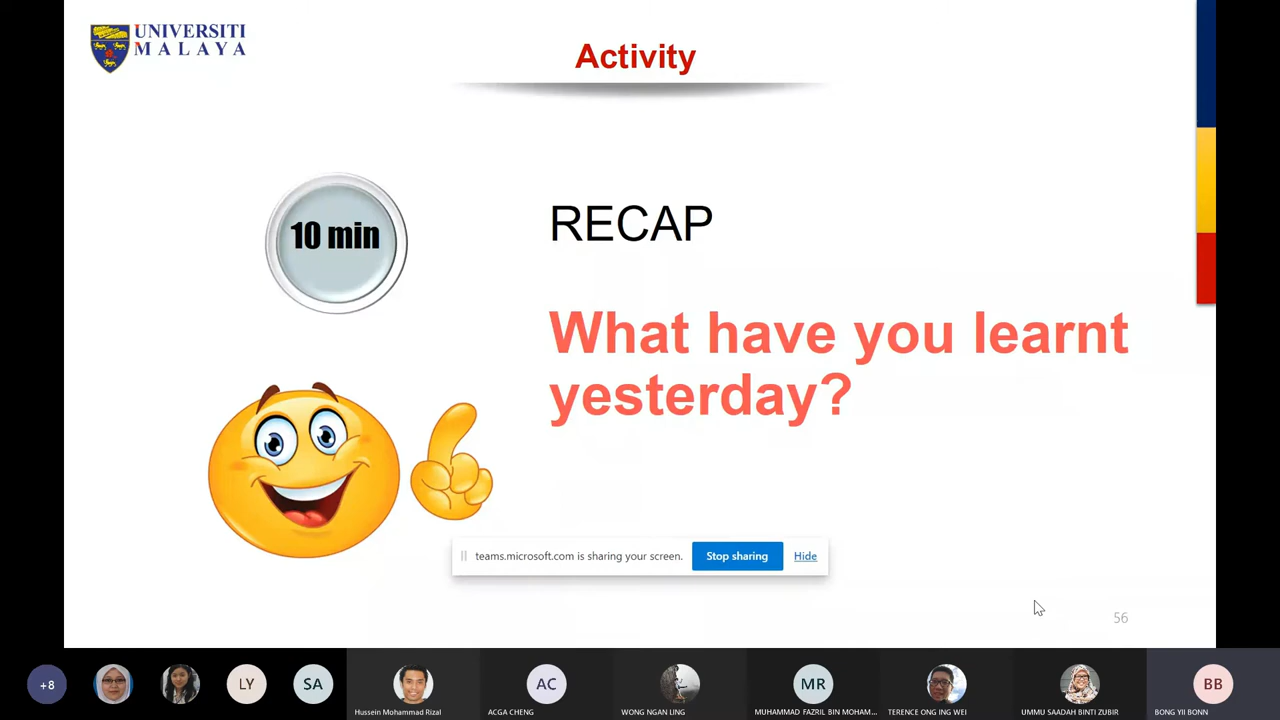 UNIVERSITI
MALAYA
Activity
10 min
RECAP
What have you learnt
yesterday?
teams.microsoft.com is sharing your screen.
Stop sharing
Hide
56
+8
LY
SA
Hussein Mohammad Rizal
AC
ACGA CHENG
WONG NGAN LING
MR
MUHAMMAD FAZRIL BIN MOHAM...
TERENCE ONG ING WEI
UMMU SAADAH BINTI ZUBIR
BB
BONG YII BONN